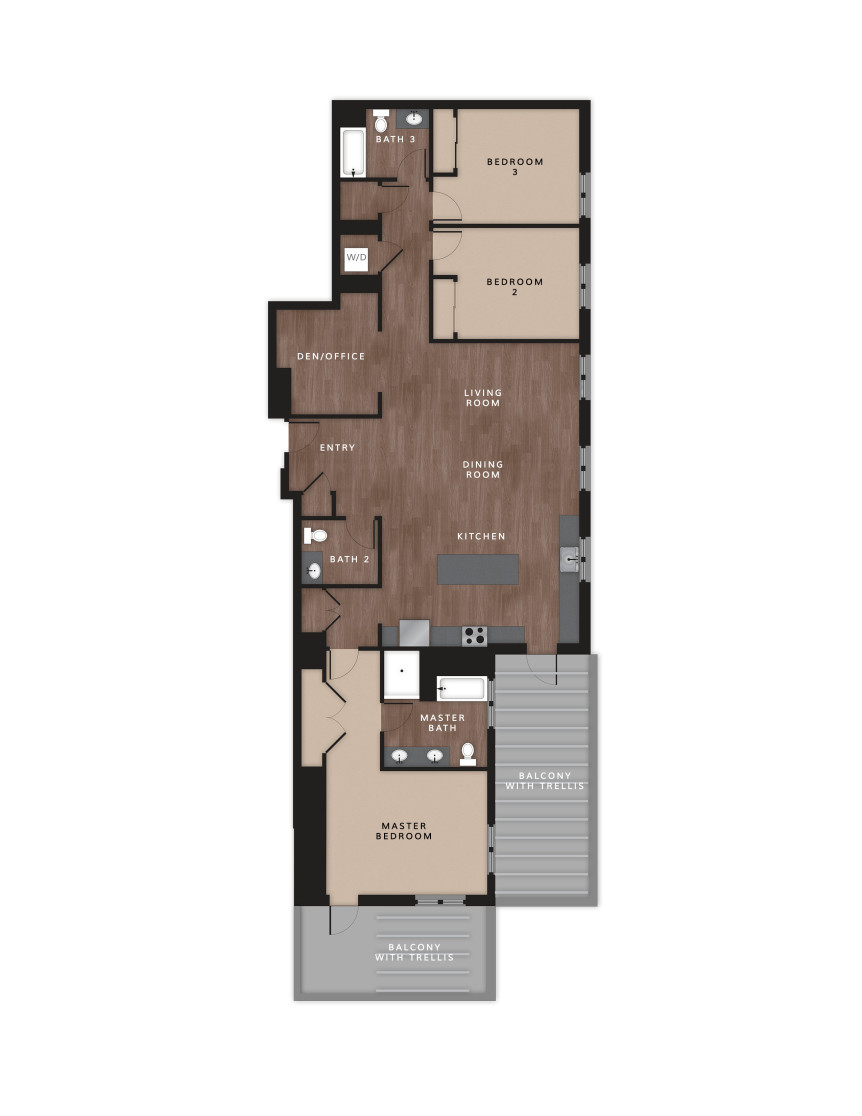 BATH 3
BEDROOM
3
W/D
BEDROOM
2
DEN/OFFICE
LIVING
ROOM
ENTRY
DINING
ROOM
KITCHEN
BATH 2
MASTER
BATH
BALCONY
WITH TRELLIS
MASTER
BEDROOM
BALCONY
WITH TRELLIS